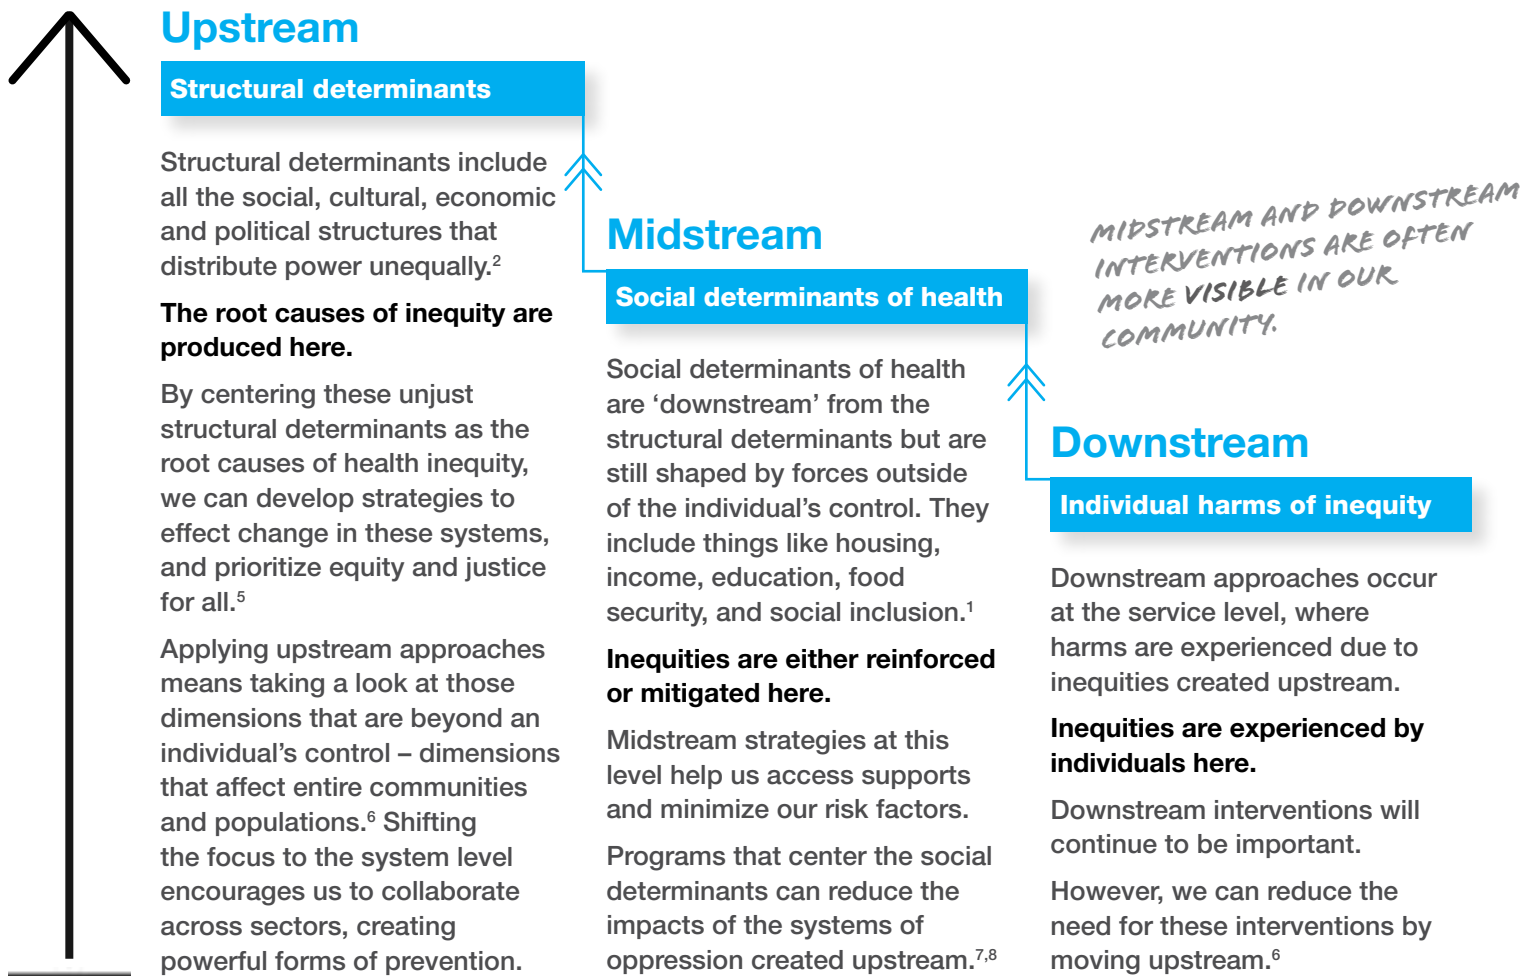 Upstream
Structural determinants
Structural determinants include
all the social, cultural, economic
and political structures that
distribute power unequally.²
The root causes of inequity are
produced here.
By centering these unjust
structural determinants as the
root causes of health inequity,
we can develop strategies to
effect change in these systems,
and prioritize equity and justice
for all.⁵
Applying upstream approaches
means taking a look at those
dimensions that are beyond an
individual’s control – dimensions
that affect entire communities
and populations.⁶ Shifting
the focus to the system level
encourages us to collaborate
across sectors, creating
powerful forms of prevention.
Midstream
Social determinants of health
Social determinants of health
are ‘downstream’ from the
structural determinants but are
still shaped by forces outside
of the individual’s control. They
include things like housing,
income, education, food
security, and social inclusion.¹
Inequities are either reinforced
or mitigated here.
Midstream strategies at this
level help us access supports
and minimize our risk factors.
Programs that center the social
determinants can reduce the
impacts of the systems of
oppression created upstream.⁷,⁸
MIDSTREAM AND DOWNSTREAM
INTERVENTIONS ARE OFTEN
MORE VISIBLE IN OUR
COMMUNITY.
Downstream
Individual harms of inequity
Downstream approaches occur
at the service level, where
harms are experienced due to
inequities created upstream.
Inequities are experienced by
individuals here.
Downstream interventions will
continue to be important.
However, we can reduce the
need for these interventions by
moving upstream.⁶